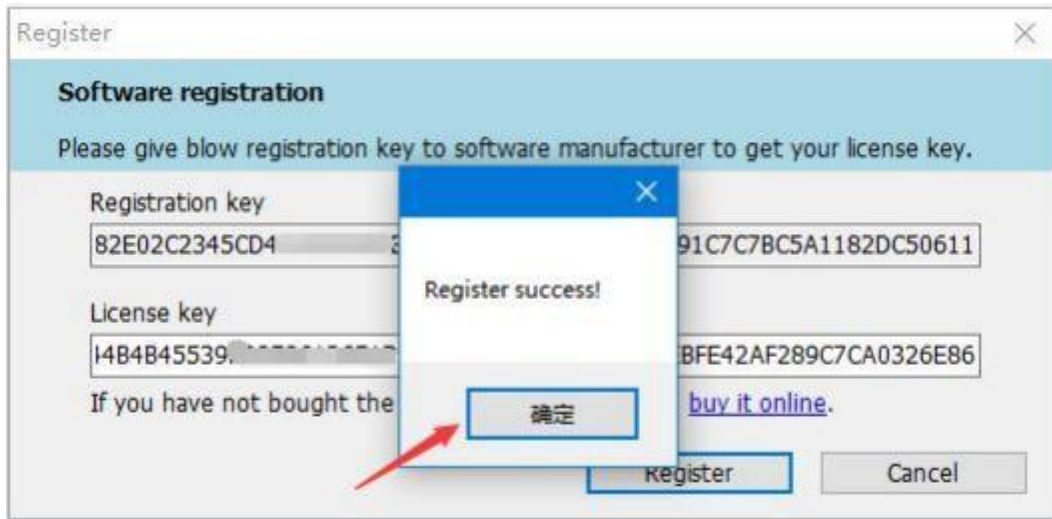 Register
Software registration
Please give blow registration key to software manufacturer to get your license key.
Registration key
82E02C2345CD4 91C7C7BC5A1182DC50611
Register success!
License key
4B4B45539 BFE42AF289C7CA0326E86
If you have not bought the buy it online.
确定
Register Cancel